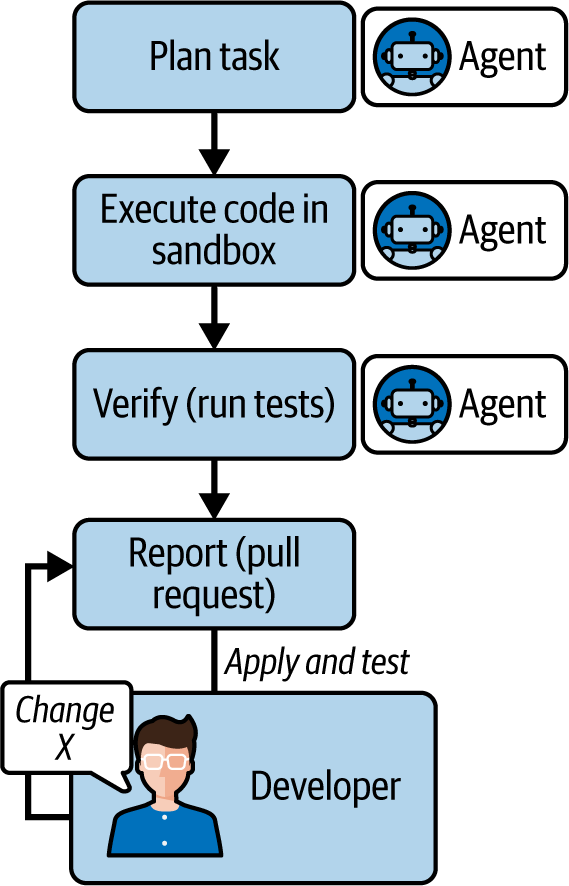 Plan task
Agent
Execute code in
sandbox
Agent
Verify (run tests)
Agent
Report (pull
request)
Apply and test
Change
X
Developer